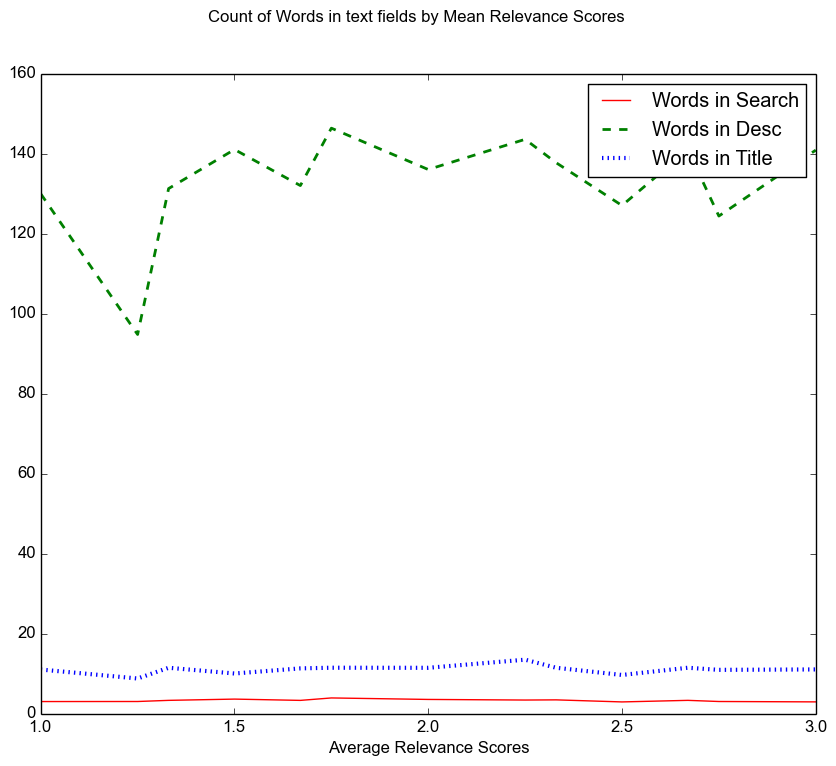 Count of Words in text fields by Mean Relevance Scores
160
140
120
100
80
60
40
20
0
Words in Search
Words in Desc
Words in Title
1.0
1.5
2.0
2.5
3.0
Average Relevance Scores